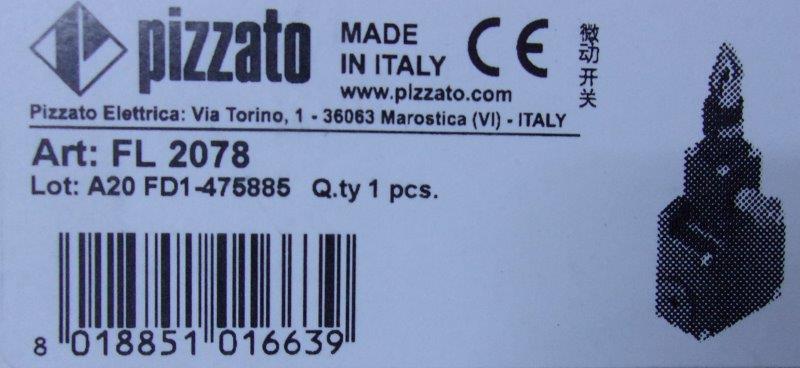 pizzato
MADE
IN ITALY
www.pizzato.com
CE
微动开关
Pizzato Elettrica: Via Torino, 1 - 36063 Marostica (VI) - ITALY
Art: FL 2078
Lot: A20 FD1-475885 Q.ty 1 pcs.
8 018851 016639